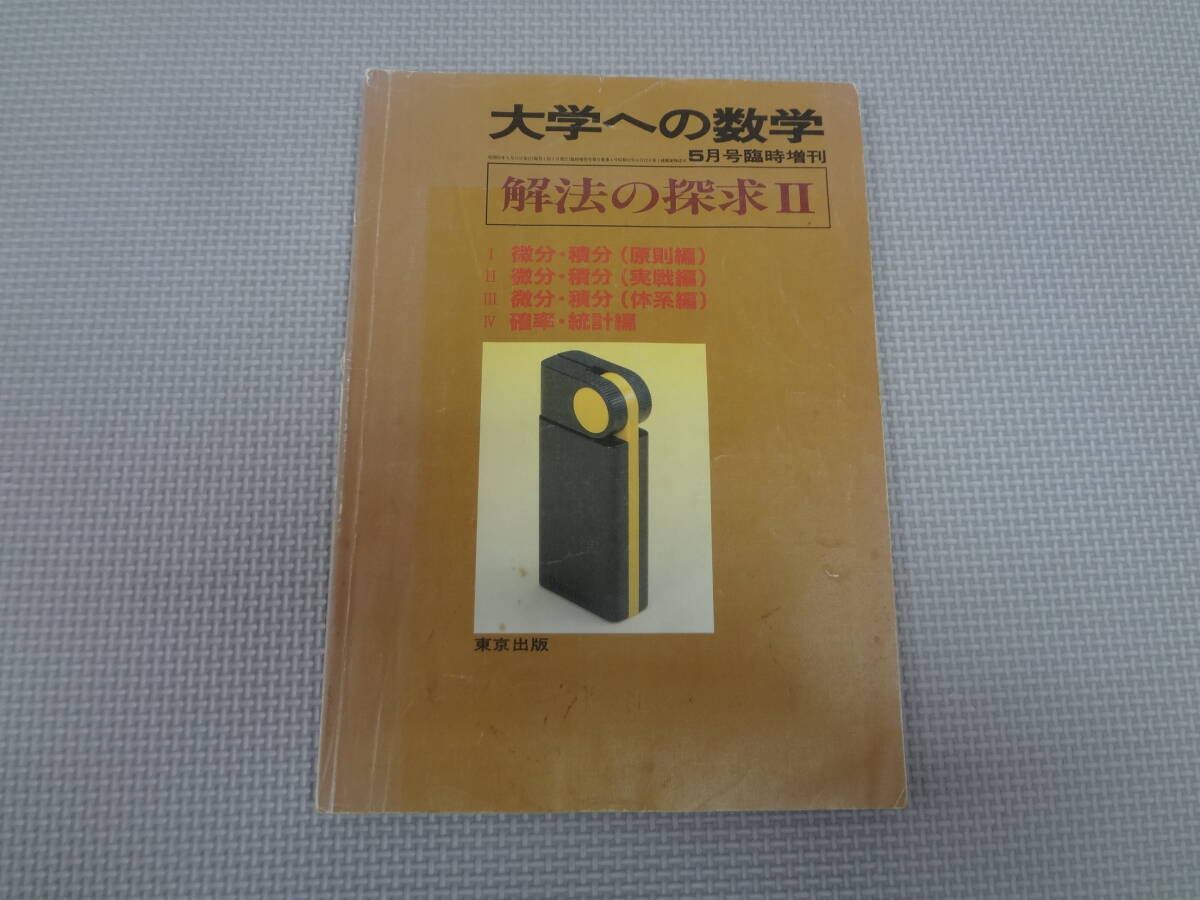 大学への数学
5月号臨時増刊
解法の探求II
I 微分・積分(原則編)
II 微分・積分(実戦編)
III 微分・積分(体系編)
IV 確率・統計編
東京出版